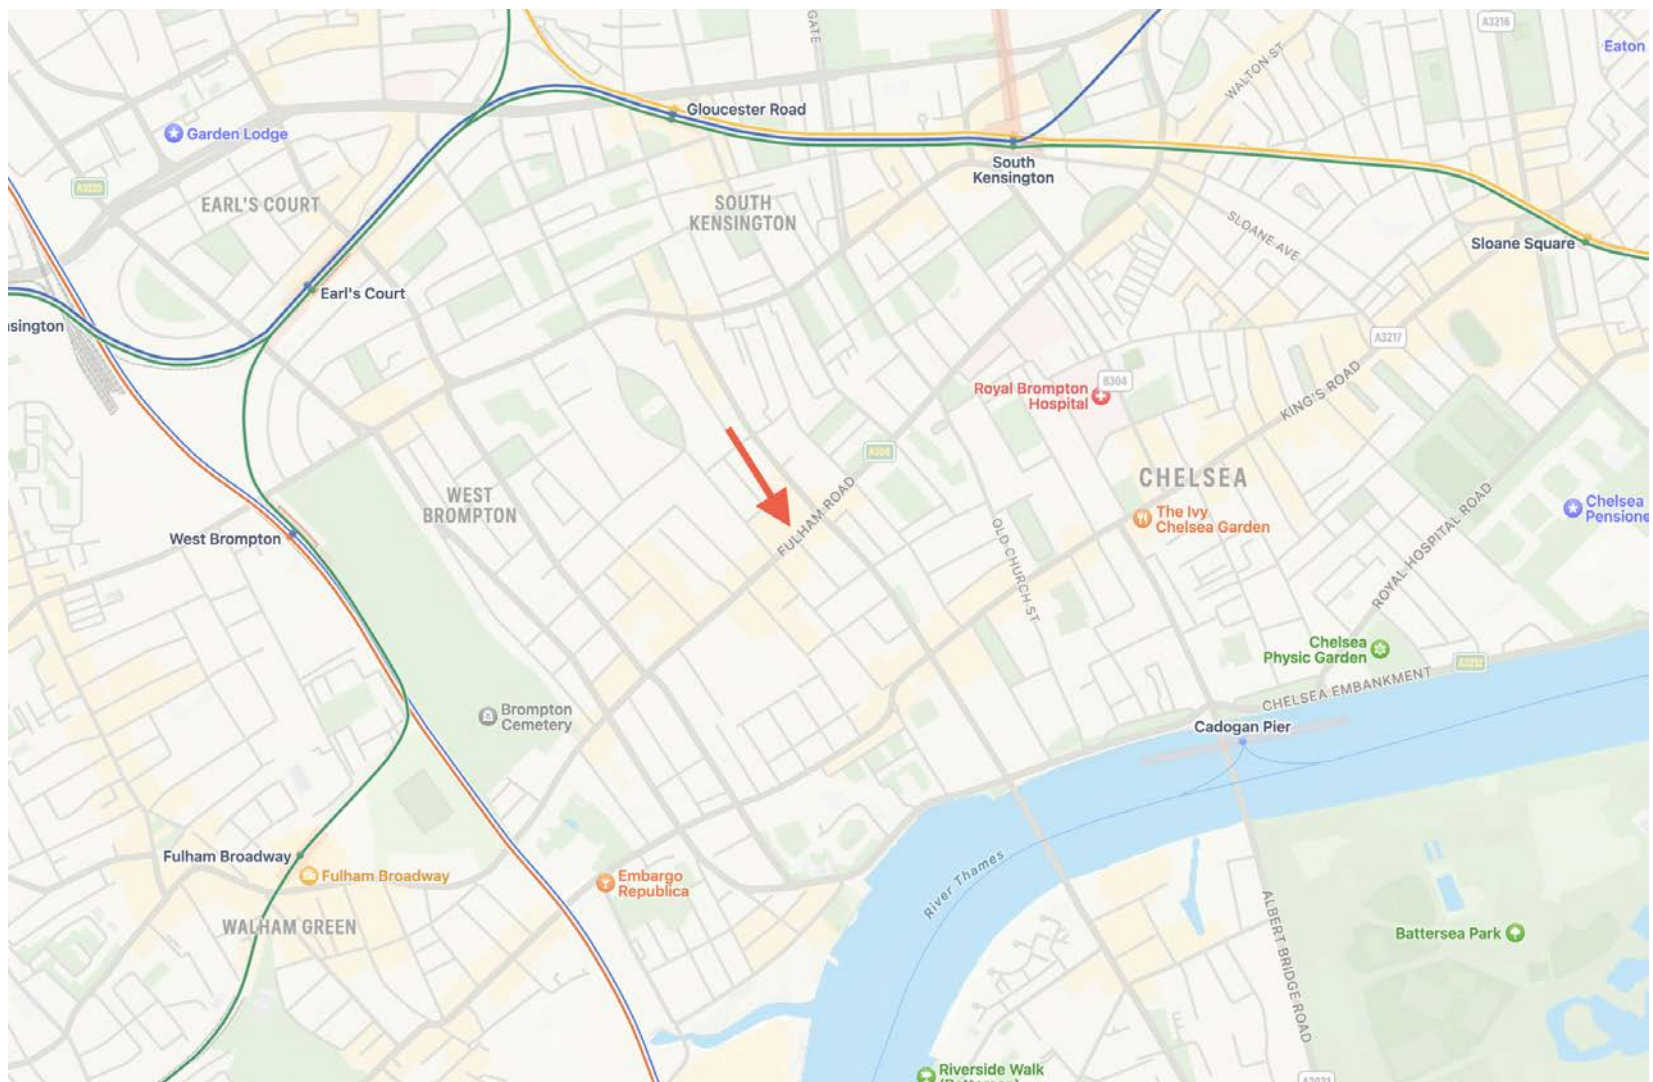 GATE
A3216
Eaton
WALTON ST
Gloucester Road
Garden Lodge
South
Kensington
A3220
EARL'S COURT
SOUTH
KENSINGTON
SLOANE AVE
Sloane Square
Earl's Court
sington
A3217
Royal Brompton
Hospital
B304
KING'S ROAD
A308
CHELSEA
WEST
BROMPTON
FULHAM ROAD
The Ivy
Chelsea Garden
Chelsea
Pensione
ROYAL HOSPITAL ROAD
West Brompton
OLD CHURCH ST
Chelsea
Physic Garden
A3212
CHELSEA EMBANKMENT
Brompton
Cemetery
Cadogan Pier
Fulham Broadway
Fulham Broadway
Embargo
Republica
River Thames
WALHAM GREEN
ALBERT BRIDGE ROAD
Battersea Park
Riverside Walk